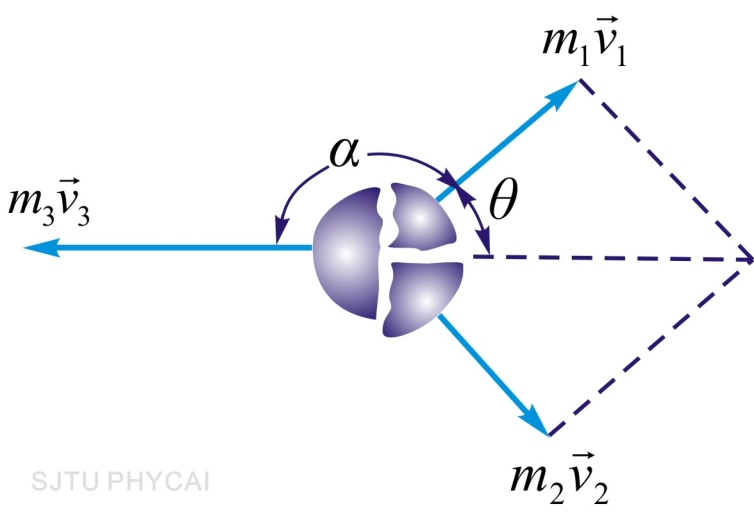 m₁v⃗₁
α
θ
m₃v⃗₃
m₂v⃗₂
SJTU PHYCAI